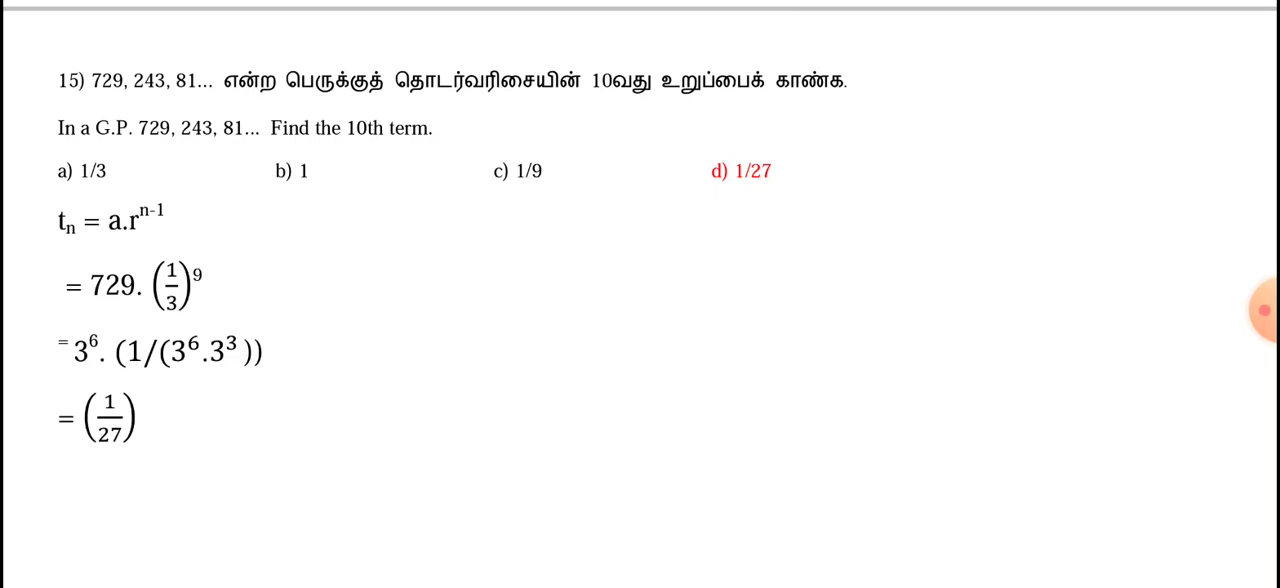 15) 729, 243, 81... என்ற பெருக்குத் தொடர்வரிசையின் 10வது உறுப்பைக் காண்க.
In a G.P. 729, 243, 81... Find the 10th term.
a) 1/3 b) 1 c) 1/9 d) 1/27
tₙ = a.rⁿ⁻¹
= 729. (1/3)⁹
= 3⁶. (1/(3⁶.3³ ))
= (1/27)